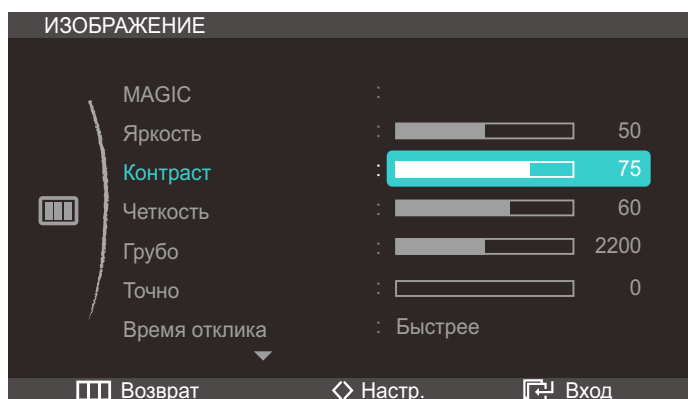 ИЗОБРАЖЕНИЕ
MAGIC :
Яркость : 50
Контраст : 75
Четкость : 60
Грубо : 2200
Точно : 0
Время отклика : Быстрее
Возврат Настр. Вход